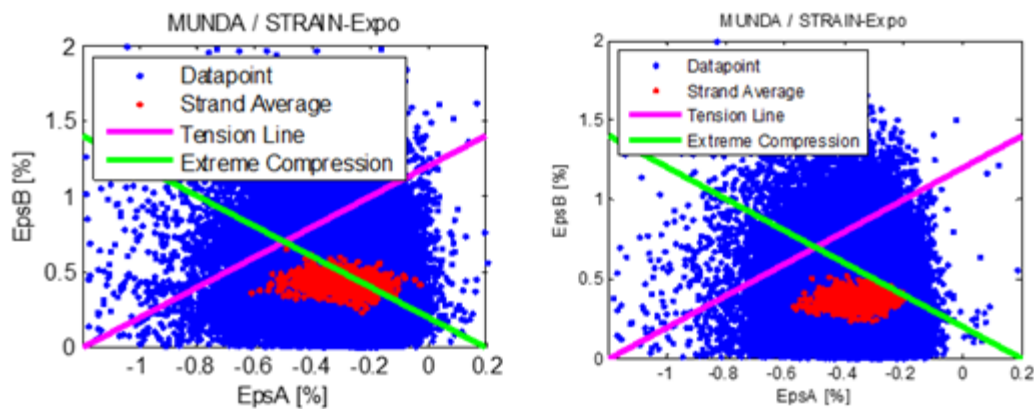 MUNDA / STRAIN-Expo
2
1.5
1
0.5
0
EpsB [%]
Datapoint
Strand Average
Tension Line
Extreme Compression
-1 -0.8 -0.6 -0.4 -0.2 0 0.2
EpsA [%]
MUNDA / STRAIN-Expo
2
1.5
1
0.5
0
EpsB [%]
Datapoint
Strand Average
Tension Line
Extreme Compression
-1 -0.8 -0.6 -0.4 -0.2 0 0.2
EpsA [%]